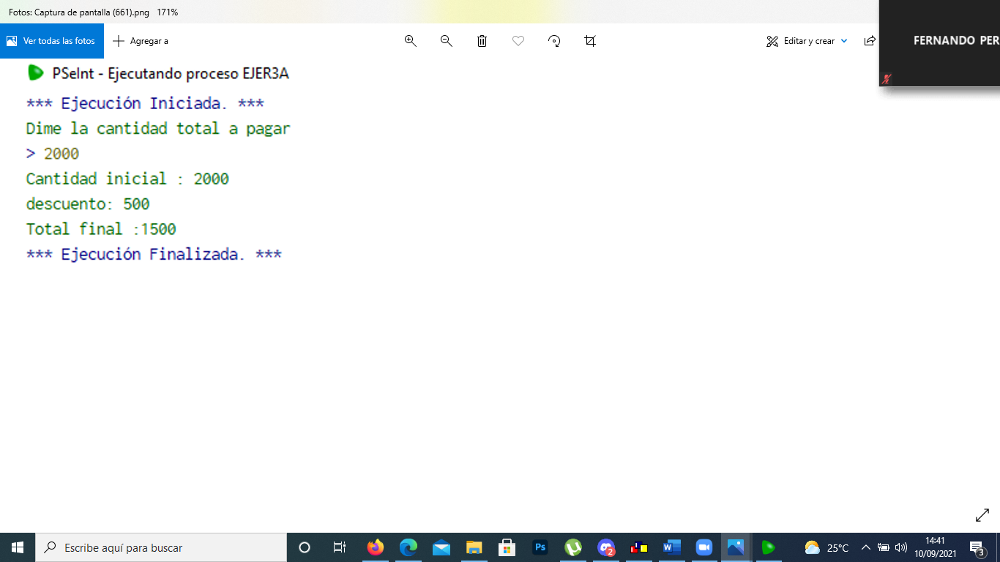 Fotos: Captura de pantalla (661).png 171%
Ver todas las fotos
Agregar a
Editar y crear
FERNANDO PER
PSeInt - Ejecutando proceso EJER3A
*** Ejecución Iniciada. ***
Dime la cantidad total a pagar
> 2000
Cantidad inicial : 2000
descuento: 500
Total final :1500
*** Ejecución Finalizada. ***
Escribe aquí para buscar
Ps
2
W
25°C
14:41
10/09/2021
3